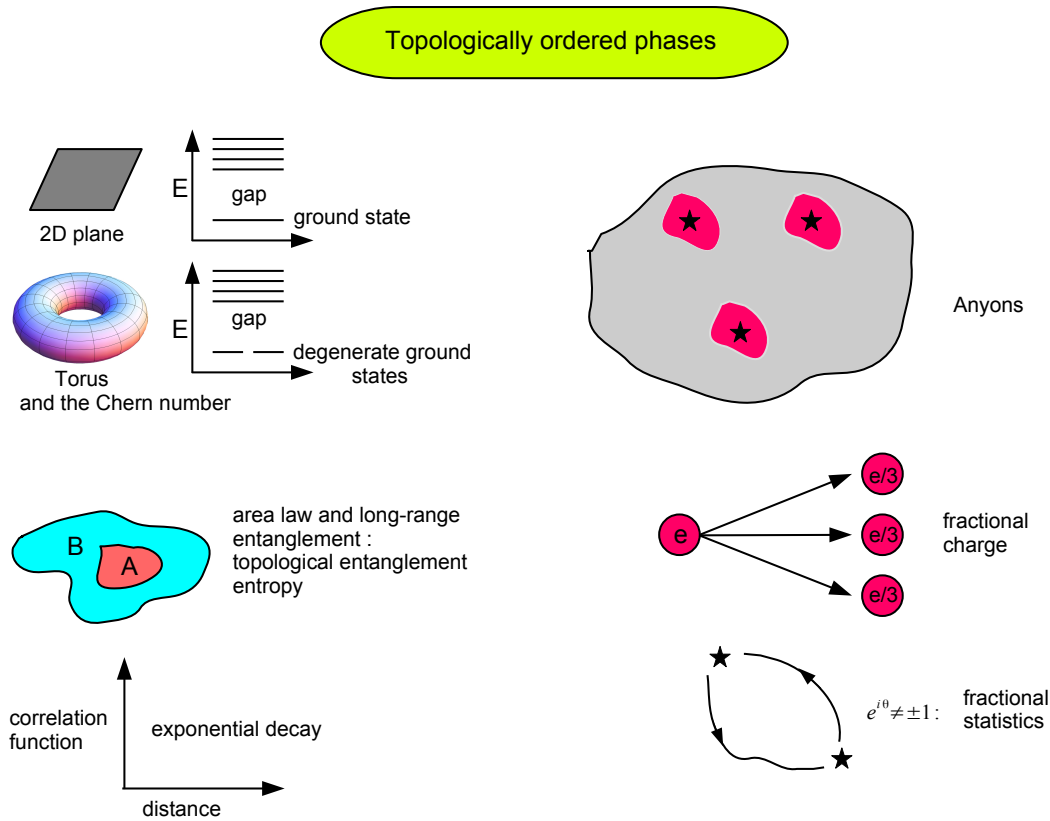 Topologically ordered phases
E
gap
ground state
2D plane
E
gap
degenerate ground
states
Torus
and the Chern number
Anyons
B
A
area law and long-range
entanglement :
topological entanglement
entropy
e
e/3
e/3
e/3
fractional
charge
correlation
function
exponential decay
distance
e^{iθ}≠±1:
fractional
statistics